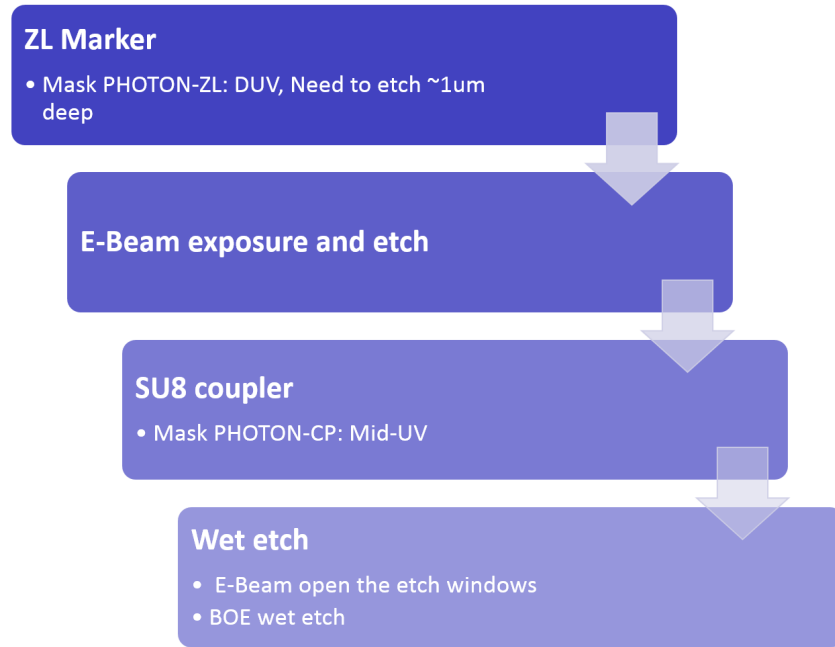 ZL Marker
• Mask PHOTON-ZL: DUV, Need to etch ~1um
deep
E-Beam exposure and etch
SU8 coupler
• Mask PHOTON-CP: Mid-UV
Wet etch
• E-Beam open the etch windows
• BOE wet etch